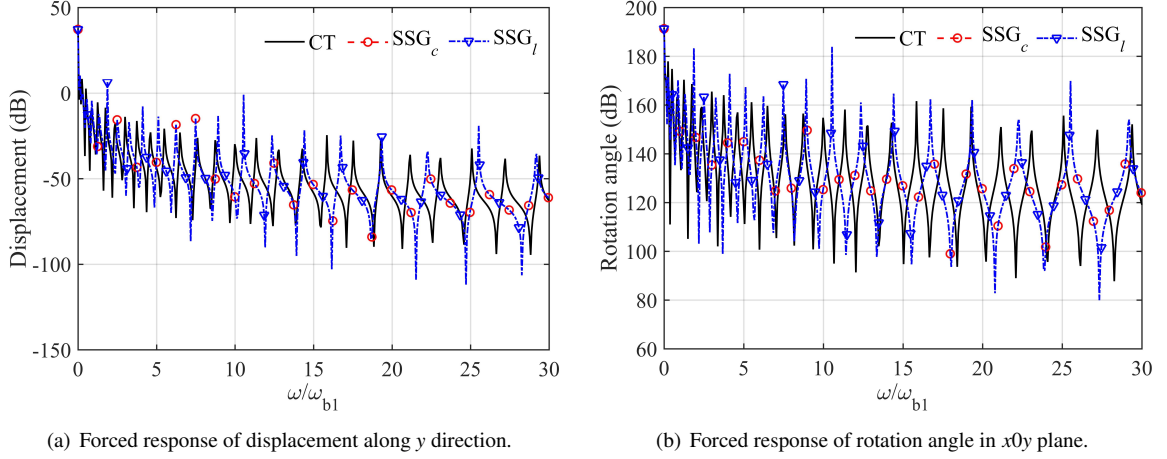 50
0
-50
-100
-150
Displacement (dB)
CT SSG_c SSG_l
0 5 10 15 20 25 30
ω/ω_b1
(a) Forced response of displacement along y direction.
200
180
160
140
120
100
80
60
Rotation angle (dB)
CT SSG_c SSG_l
0 5 10 15 20 25 30
ω/ω_b1
(b) Forced response of rotation angle in x0y plane.